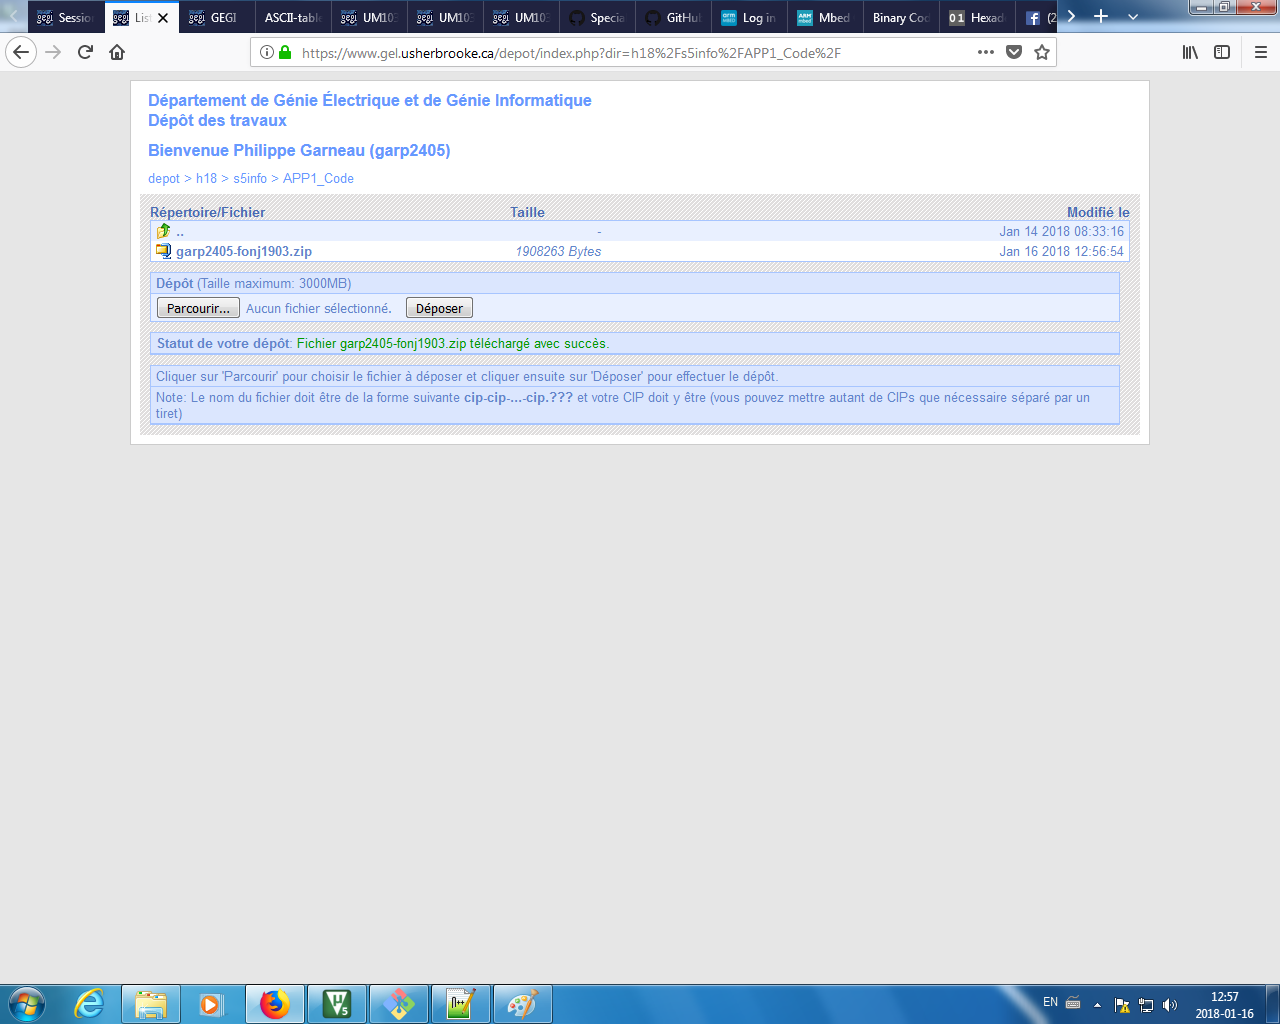 Session
List
GEGI
ASCII-table
UM103
UM103
UM103
Special
GitHub
Log in
Mbed
Binary Cod
Hexade
(2
https://www.gel.usherbrooke.ca/depot/index.php?dir=h18%2Fs5info%2FAPP1_Code%2F
Département de Génie Électrique et de Génie Informatique
Dépôt des travaux
Bienvenue Philippe Garneau (garp2405)
depot > h18 > s5info > APP1_Code
Répertoire/Fichier Taille Modifié le
.. - Jan 14 2018 08:33:16
garp2405-fonj1903.zip 1908263 Bytes Jan 16 2018 12:56:54
Dépôt (Taille maximum: 3000MB)
Parcourir... Aucun fichier sélectionné. Déposer
Statut de votre dépôt: Fichier garp2405-fonj1903.zip téléchargé avec succès.
Cliquer sur 'Parcourir' pour choisir le fichier à déposer et cliquer ensuite sur 'Déposer' pour effectuer le dépôt.
Note: Le nom du fichier doit être de la forme suivante cip-cip-...-cip.??? et votre CIP doit y être (vous pouvez mettre autant de CIPs que nécessaire séparé par un
tiret)
EN
12:57
2018-01-16